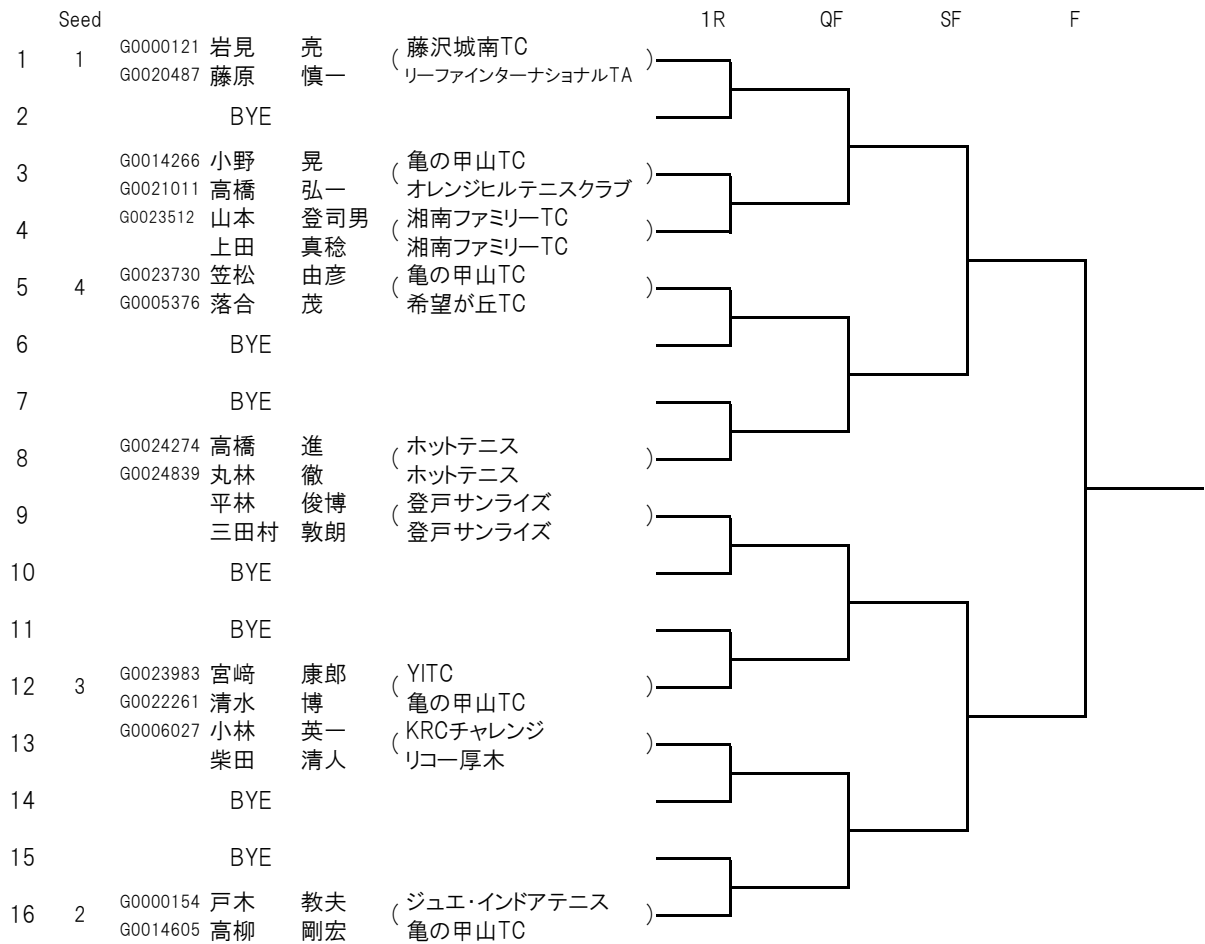 Seed 1R QF SF F
G0000121 岩見 亮 藤沢城南TC
1 1 ( )
G0020487 藤原 慎一 リーファインターナショナルTA
2 BYE
G0014266 小野 晃 亀の甲山TC
3 ( )
G0021011 高橋 弘一 オレンジヒルテニスクラブ
G0023512 山本 登司男 湘南ファミリーTC
4 ( )
上田 真稔 湘南ファミリーTC
G0023730 笠松 由彦 亀の甲山TC
5 4 ( )
G0005376 落合 茂 希望が丘TC
6 BYE
7 BYE
G0024274 高橋 進 ホットテニス
8 ( )
G0024839 丸林 徹 ホットテニス
平林 俊博 登戸サンライズ
9 ( )
三田村 敦朗 登戸サンライズ
10 BYE
11 BYE
G0023983 宮﨑 康郎 YITC
12 3 ( )
G0022261 清水 博 亀の甲山TC
G0006027 小林 英一 KRCチャレンジ
13 ( )
柴田 清人 リコー厚木
14 BYE
15 BYE
G0000154 戸木 教夫 ジュエ・インドアテニス
16 2 ( )
G0014605 高柳 剛宏 亀の甲山TC